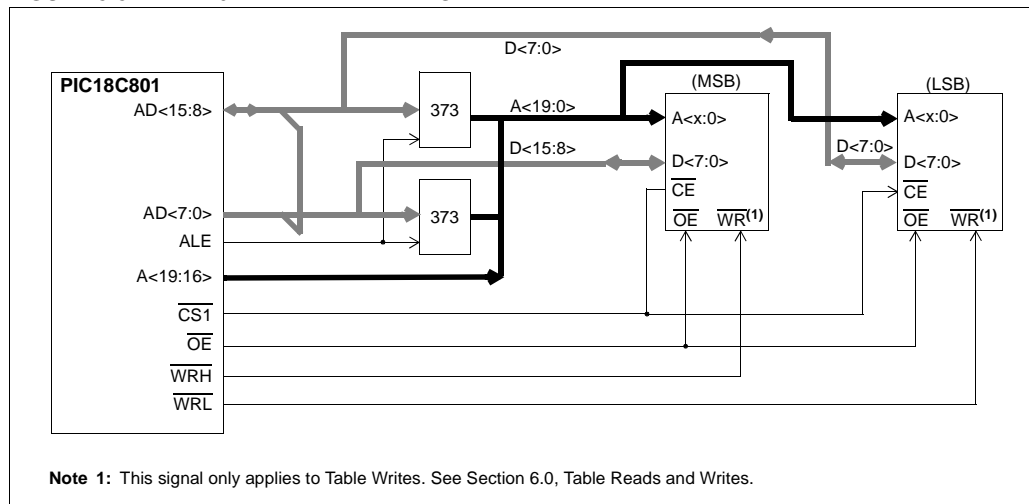 D<7:0>
PIC18C801
(MSB)
(LSB)
AD<15:8>
373
A<19:0>
A<x:0>
A<x:0>
D<15:8>
D<7:0>
D<7:0>
D<7:0>
CE
CE
AD<7:0>
373
OE
WR(1)
OE
WR(1)
ALE
A<19:16>
CS1
OE
WRH
WRL
Note 1: This signal only applies to Table Writes. See Section 6.0, Table Reads and Writes.